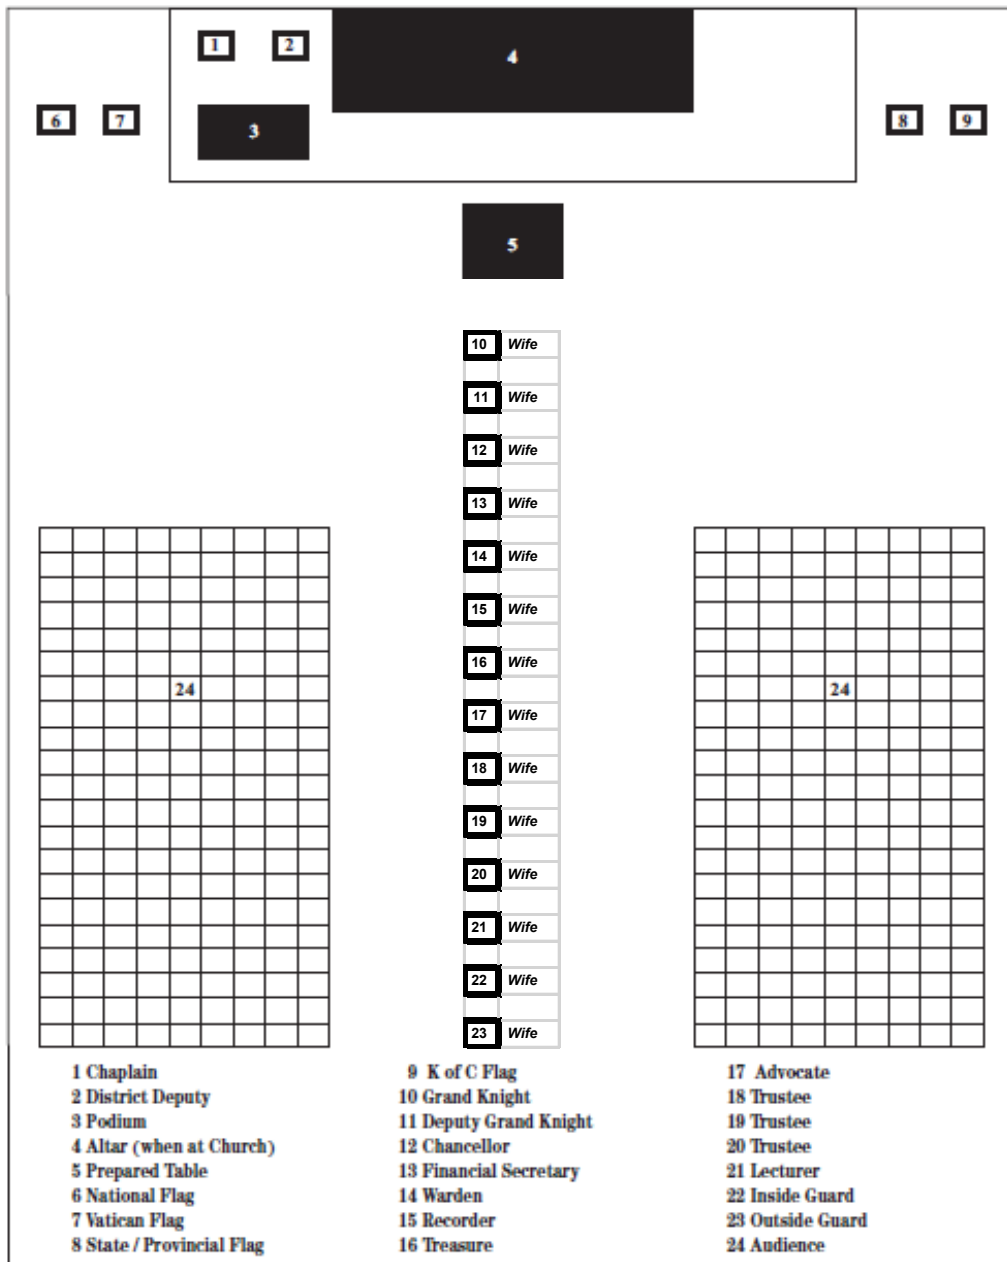 1 2 4
6 7 3 8 9
5
10 Wife
11 Wife
12 Wife
13 Wife
14 Wife
15 Wife
16 Wife
24 24
17 Wife
18 Wife
19 Wife
20 Wife
21 Wife
22 Wife
23 Wife
1 Chaplain
2 District Deputy
3 Podium
4 Altar (when at Church)
5 Prepared Table
6 National Flag
7 Vatican Flag
8 State / Provincial Flag
9 K of C Flag
10 Grand Knight
11 Deputy Grand Knight
12 Chancellor
13 Financial Secretary
14 Warden
15 Recorder
16 Treasure
17 Advocate
18 Trustee
19 Trustee
20 Trustee
21 Lecturer
22 Inside Guard
23 Outside Guard
24 Audience